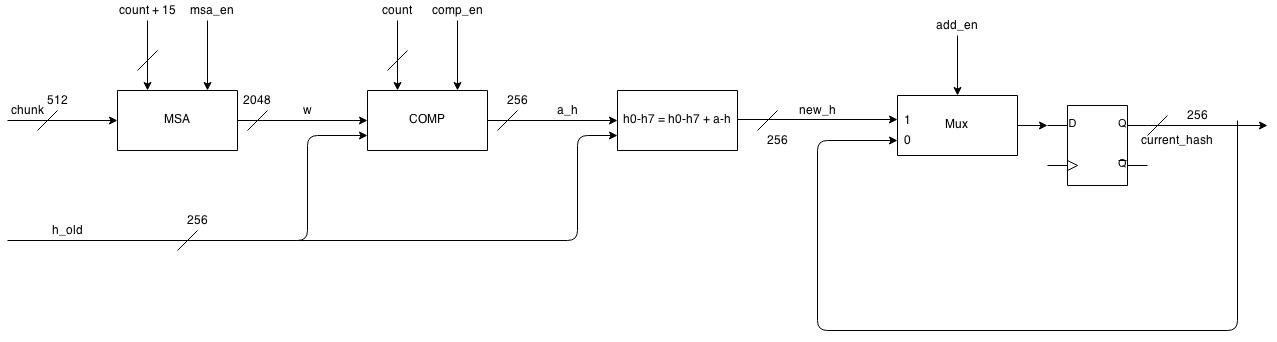 count + 15
msa_en
count
comp_en
add_en
chunk
512
MSA
2048
w
COMP
256
a_h
h0-h7 = h0-h7 + a-h
new_h
256
1
0
Mux
D
Q
Q
256
current_hash
h_old
256